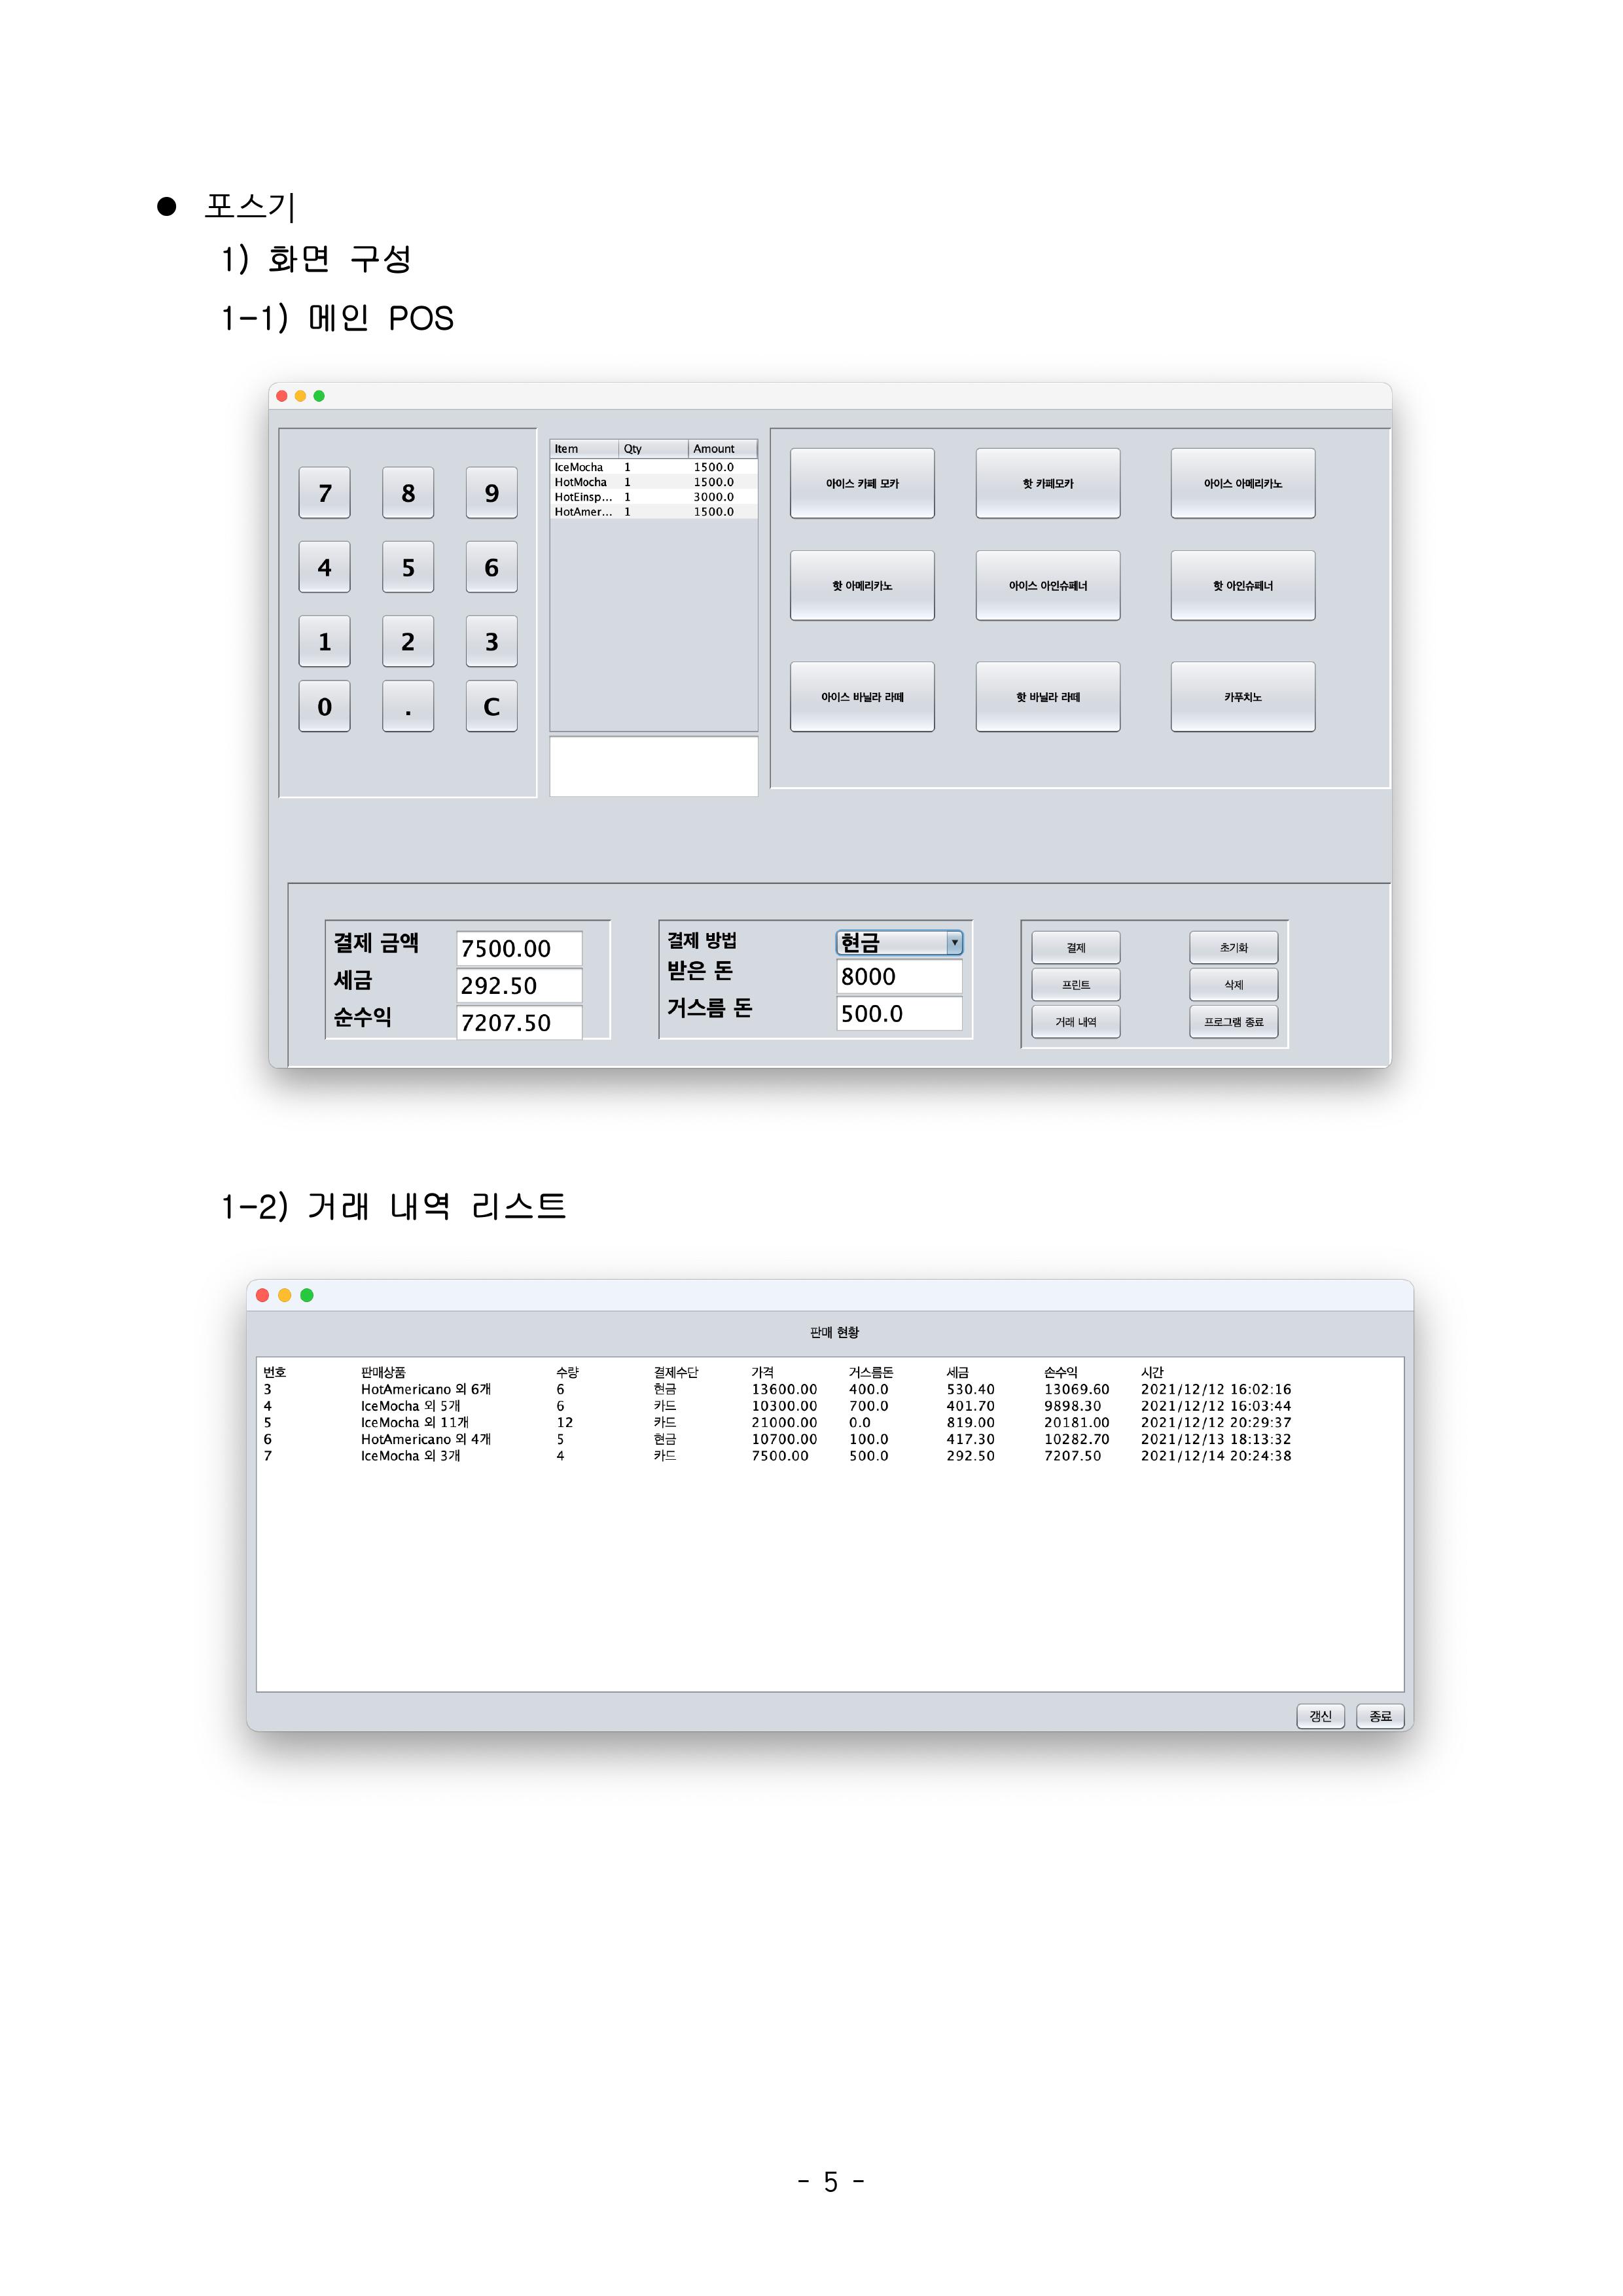 ● 포스기
1) 화면 구성
1-1) 메인 POS
7 8 9
4 5 6
1 2 3
0 . C
Item Qty Amount
IceMocha 1 1500.0
HotMocha 1 1500.0
HotEinsp... 1 3000.0
HotAmer... 1 1500.0
아이스 카페 모카 핫 카페모카 아이스 아메리카노
핫 아메리카노 아이스 아인슈페너 핫 아인슈페너
아이스 바닐라 라떼 핫 바닐라 라떼 카푸치노
결제 금액 7500.00
세금 292.50
순수익 7207.50
결제 방법 현금
받은 돈 8000
거스름 돈 500.0
결제 초기화
프린트 삭제
거래 내역 프로그램 종료
1-2) 거래 내역 리스트
판매 현황
번호 판매상품 수량 결제수단 가격 거스름돈 세금 손수익 시간
3 HotAmericano 외 6개 6 현금 13600.00 400.0 530.40 13069.60 2021/12/12 16:02:16
4 IceMocha 외 5개 6 카드 10300.00 700.0 401.70 9898.30 2021/12/12 16:03:44
5 IceMocha 외 11개 12 카드 21000.00 0.0 819.00 20181.00 2021/12/12 20:29:37
6 HotAmericano 외 4개 5 현금 10700.00 100.0 417.30 10282.70 2021/12/13 18:13:32
7 IceMocha 외 3개 4 카드 7500.00 500.0 292.50 7207.50 2021/12/14 20:24:38
갱신 종료
- 5 -